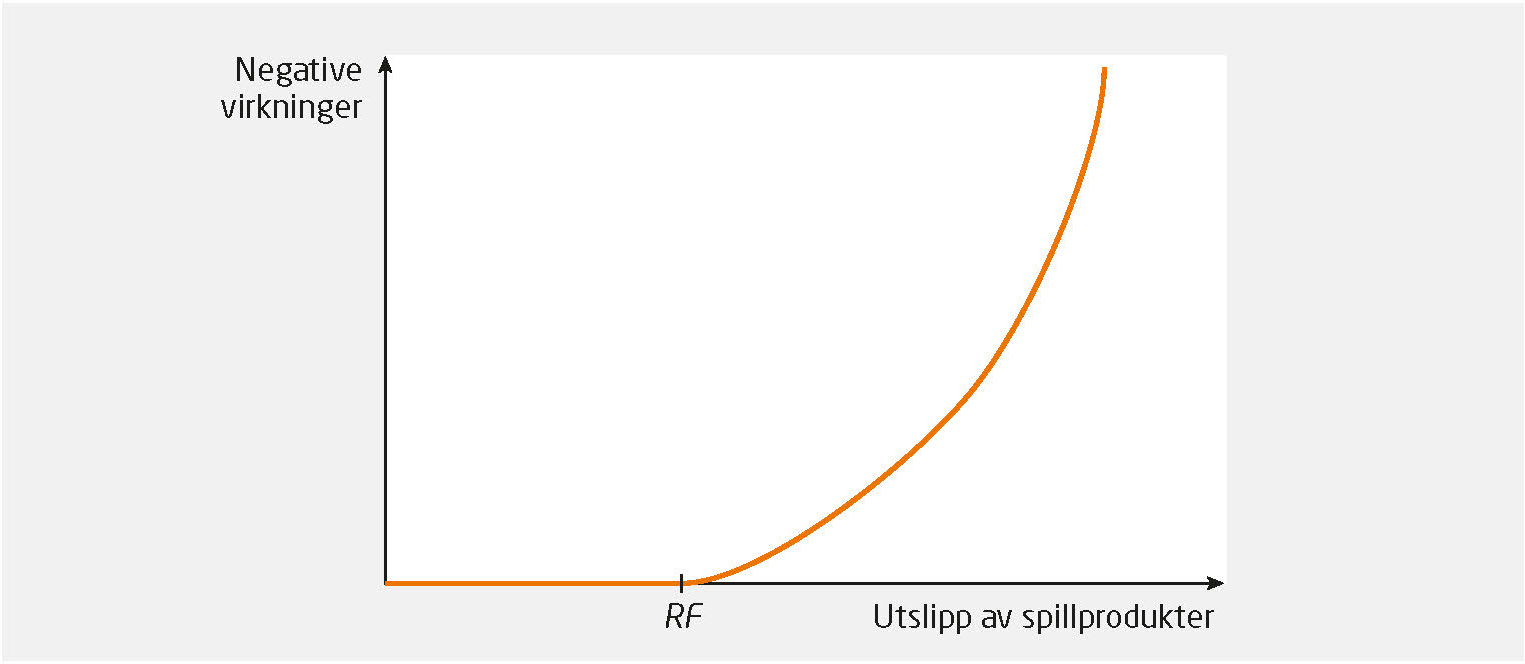 Negative
virkninger
RF
Utslipp av spillprodukter